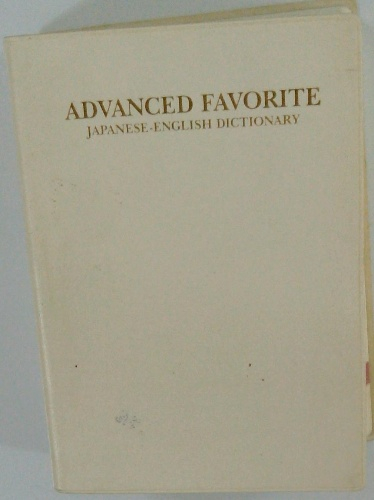 ADVANCED FAVORITE
JAPANESE-ENGLISH DICTIONARY